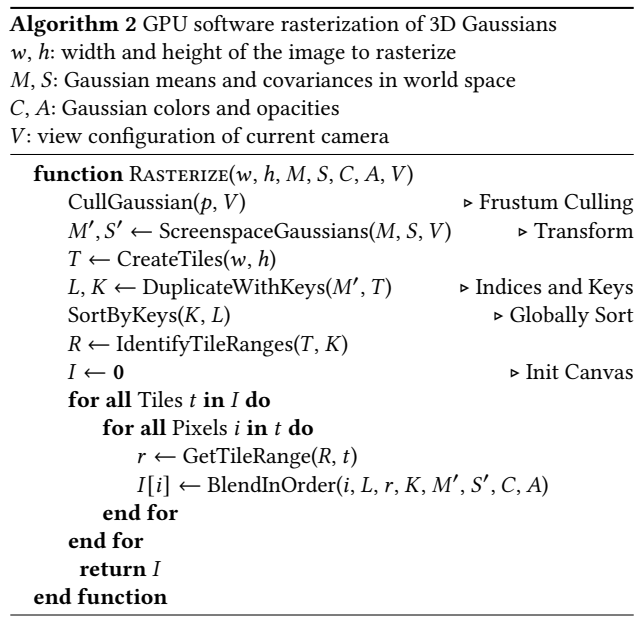 Algorithm 2 GPU software rasterization of 3D Gaussians
w, h: width and height of the image to rasterize
M, S: Gaussian means and covariances in world space
C, A: Gaussian colors and opacities
V: view configuration of current camera
function Rasterize(w, h, M, S, C, A, V)
CullGaussian(p, V) ▹ Frustum Culling
M′, S′ ← ScreenspaceGaussians(M, S, V) ▹ Transform
T ← CreateTiles(w, h)
L, K ← DuplicateWithKeys(M′, T) ▹ Indices and Keys
SortByKeys(K, L) ▹ Globally Sort
R ← IdentifyTileRanges(T, K)
I ← 0 ▹ Init Canvas
for all Tiles t in I do
for all Pixels i in t do
r ← GetTileRange(R, t)
I[i] ← BlendInOrder(i, L, r, K, M′, S′, C, A)
end for
end for
return I
end function